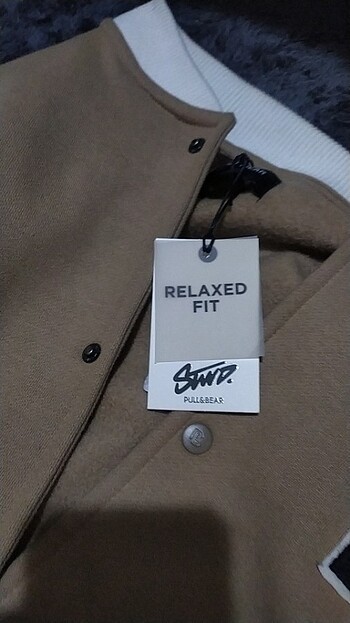 RELAXED
FIT
STWD.
PULL&BEAR